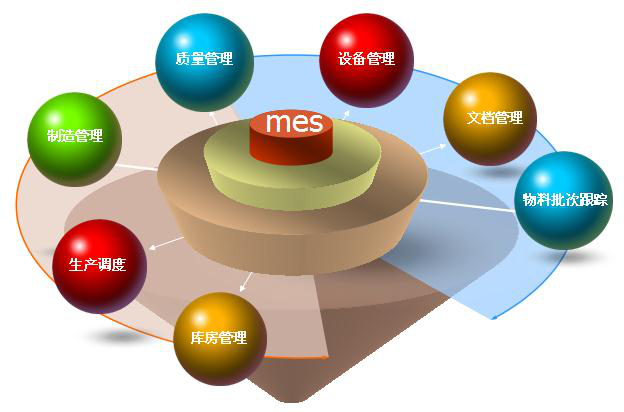 质量管理
设备管理
mes
文档管理
制造管理
物料批次跟踪
生产调度
库房管理